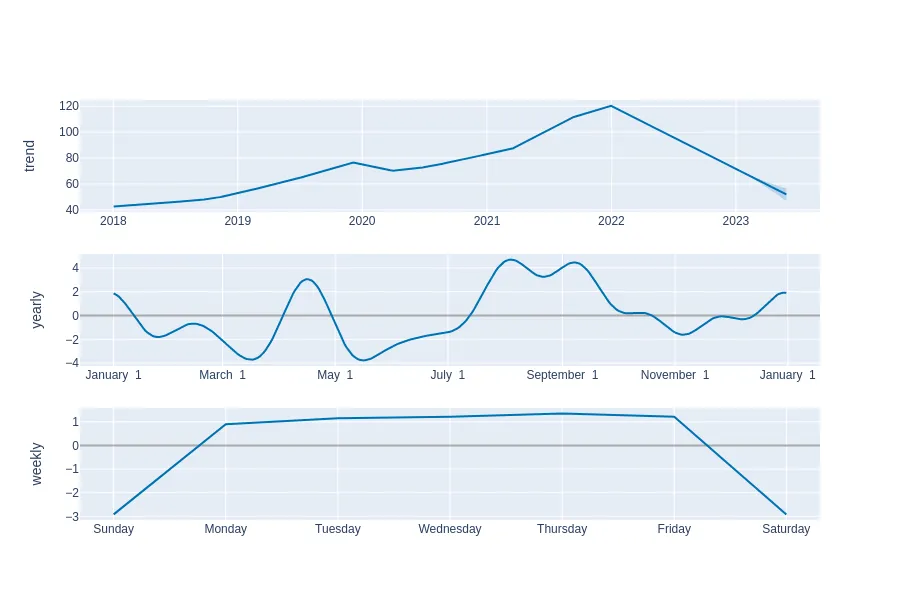 trend
120
100
80
60
40
2018 2019 2020 2021 2022 2023
yearly
4
2
0
−2
−4
January 1 March 1 May 1 July 1 September 1 November 1 January 1
weekly
1
0
−1
−2
−3
Sunday Monday Tuesday Wednesday Thursday Friday Saturday